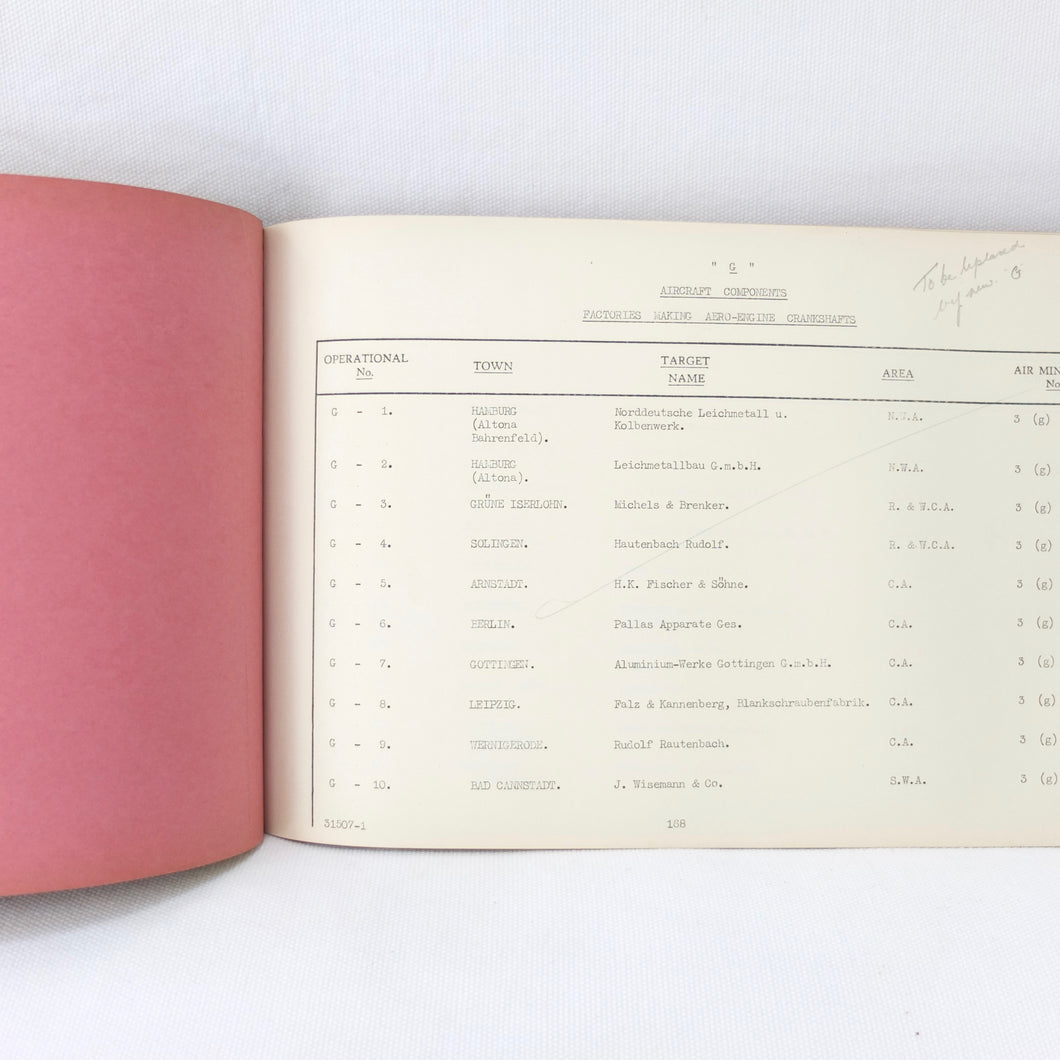 " G "
To be replaced
by new. G
AIRCRAFT COMPONENTS
FACTORIES MAKING AERO-ENGINE CRANKSHAFTS
OPERATIONAL No. TOWN TARGET NAME AREA AIR MIN No
G - 1. HAMBURG Norddeutsche Leichmetall u. N.W.A. 3 (g)
(Altona Kolbenwerk.
Bahrenfeld).
G - 2. HAMBURG Leichmetallbau G.m.b.H. N.W.A. 3 (g)
(Altona).
G - 3. GRÜNE ISERLOHN. Michels & Brenker. R. & W.C.A. 3 (g)
G - 4. SOLINGEN. Hautenbach Rudolf. R. & W.C.A. 3 (g)
G - 5. ARNSTADT. H.K. Fischer & Söhne. C.A. 3 (g)
G - 6. BERLIN. Pallas Apparate Ges. C.A. 3 (g)
G - 7. GOTTINGEN. Aluminium-Werke Gottingen G.m.b.H. C.A. 3 (g)
G - 8. LEIPZIG. Falz & Kannenberg, Blankschraubenfabrik. C.A. 3 (g)
G - 9. WERNIGERODE. Rudolf Rautenbach. C.A. 3 (g)
G - 10. BAD CANNSTADT. J. Wisemann & Co. S.W.A. 3 (g)
31507-1 168